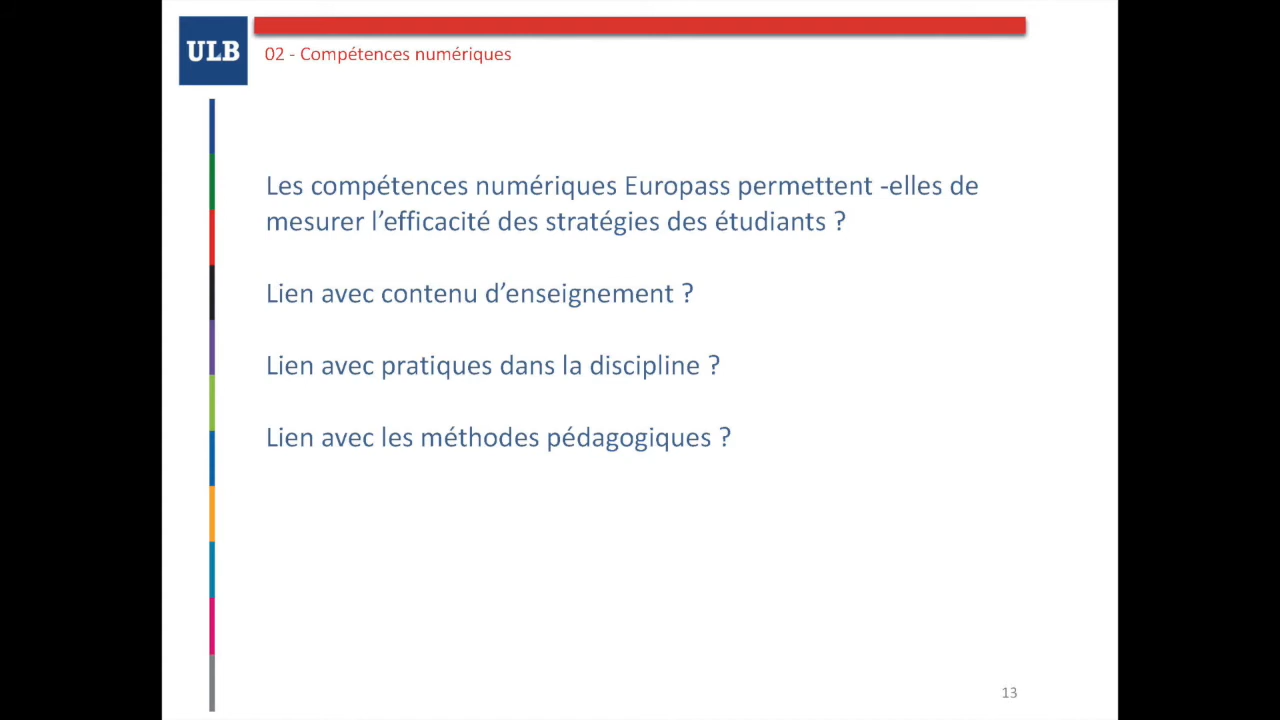 ULB
02 - Compétences numériques
Les compétences numériques Europass permettent -elles de
mesurer l’efficacité des stratégies des étudiants ?
Lien avec contenu d’enseignement ?
Lien avec pratiques dans la discipline ?
Lien avec les méthodes pédagogiques ?
13